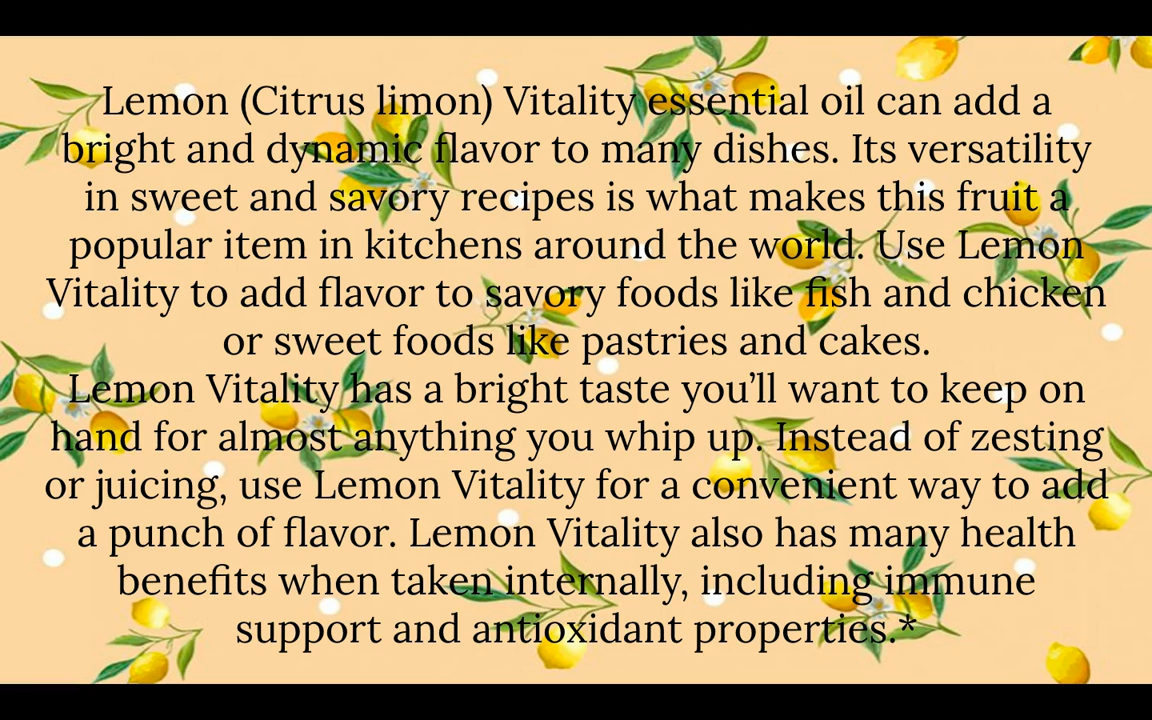 Lemon (Citrus limon) Vitality essential oil can add a
bright and dynamic flavor to many dishes. Its versatility
in sweet and savory recipes is what makes this fruit a
popular item in kitchens around the world. Use Lemon
Vitality to add flavor to savory foods like fish and chicken
or sweet foods like pastries and cakes.
Lemon Vitality has a bright taste you’ll want to keep on
hand for almost anything you whip up. Instead of zesting
or juicing, use Lemon Vitality for a convenient way to add
a punch of flavor. Lemon Vitality also has many health
benefits when taken internally, including immune
support and antioxidant properties.*